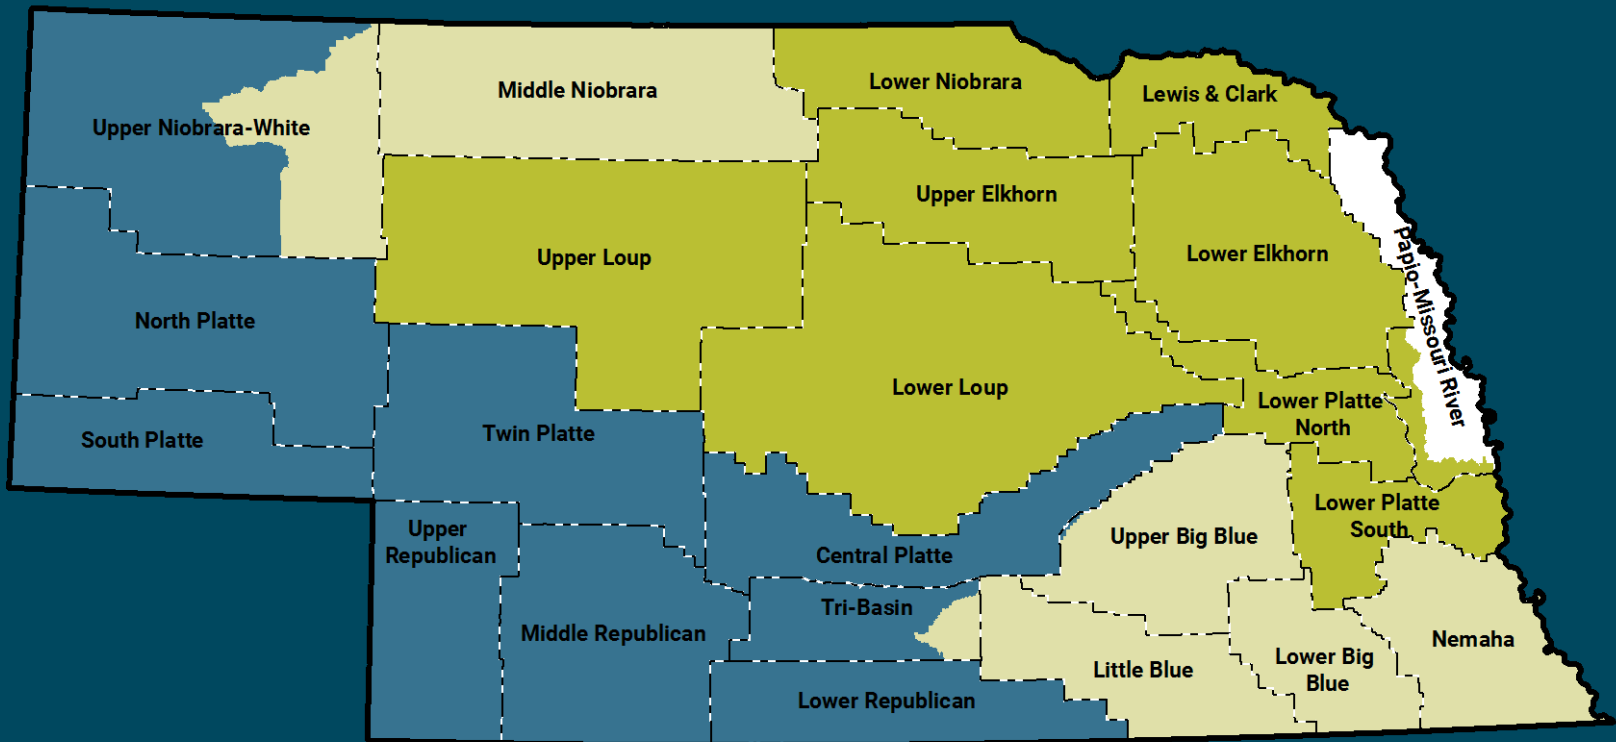 Middle Niobrara
Lower Niobrara
Lewis & Clark
Upper Niobrara-White
Upper Elkhorn
Upper Loup
Lower Elkhorn
Papio-Missouri River
North Platte
Lower Loup
Lower Platte
North
South Platte
Twin Platte
Lower Platte
South
Upper
Republican
Upper Big Blue
Central Platte
Tri-Basin
Middle Republican
Nemaha
Little Blue
Lower Big
Blue
Lower Republican